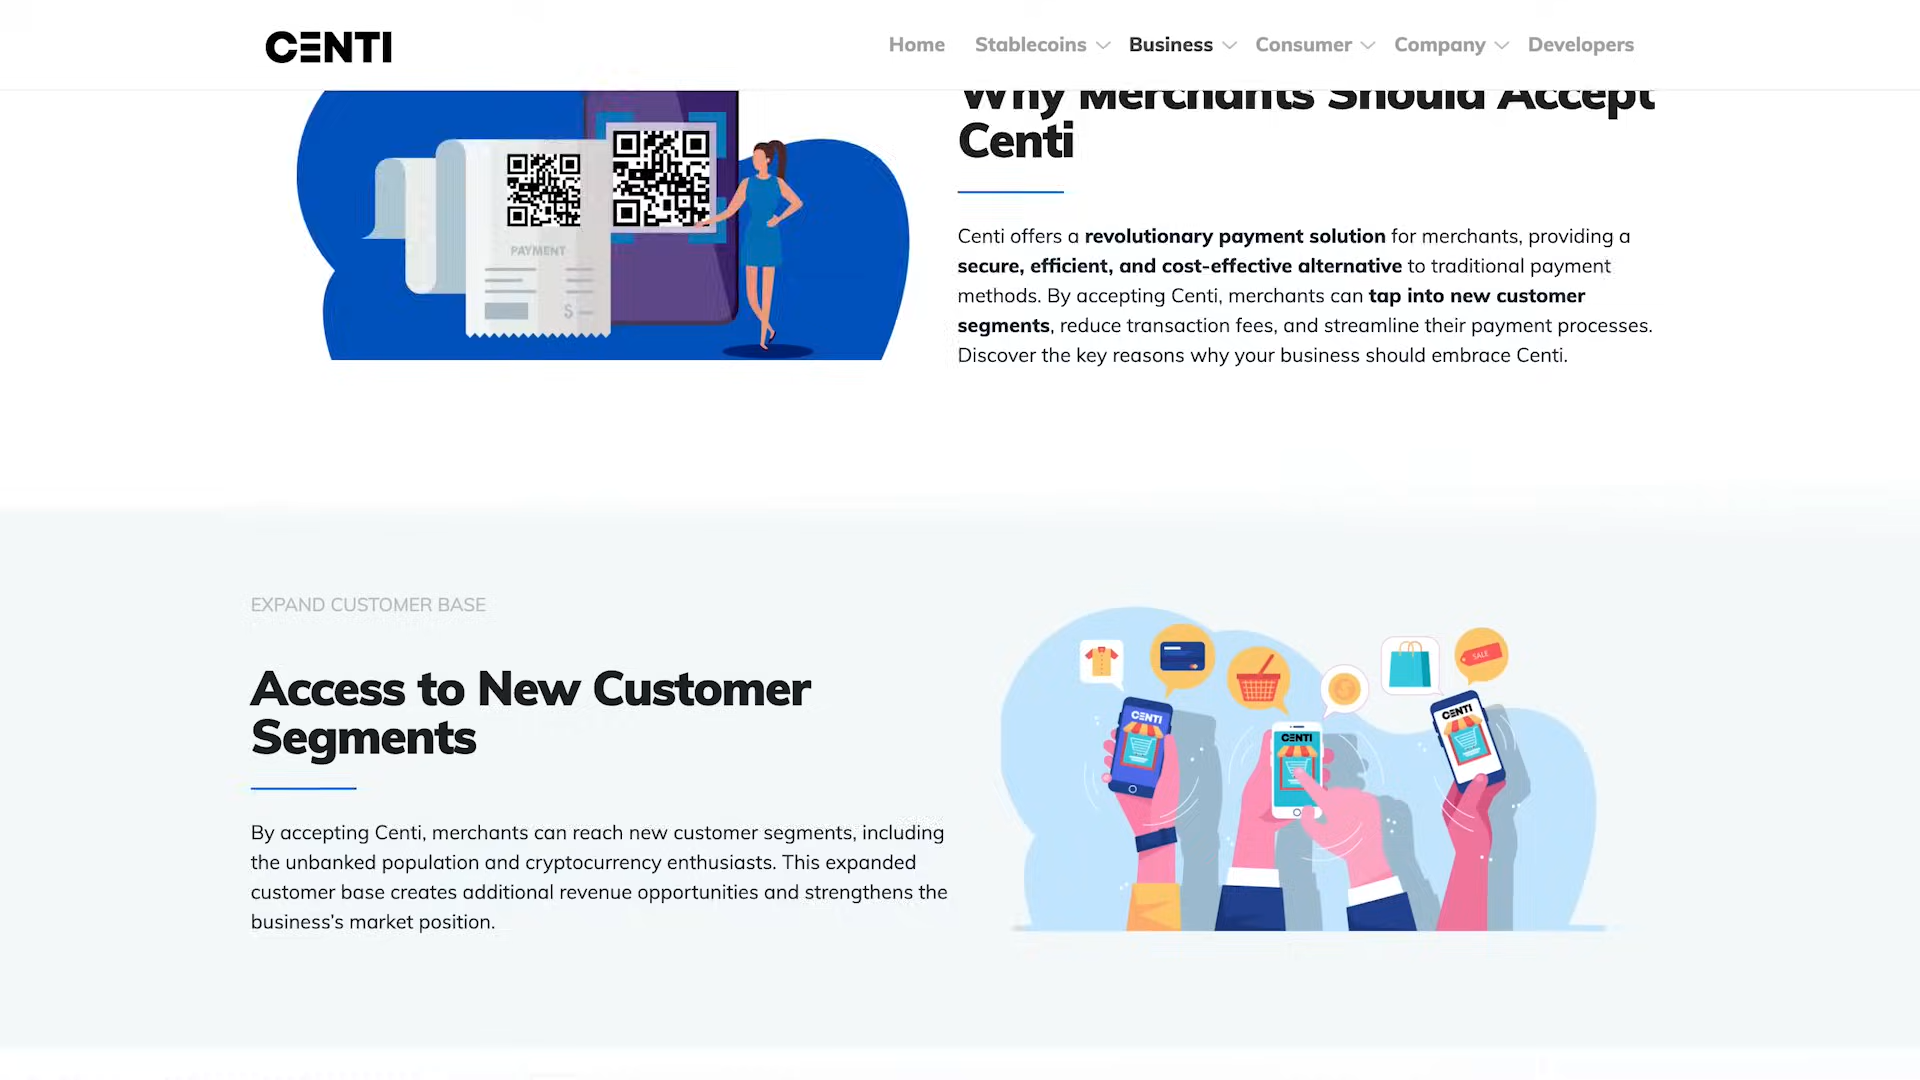 CENTI
Home Stablecoins Business Consumer Company Developers
Why Merchants Should Accept
Centi
PAYMENT
$
Centi offers a revolutionary payment solution for merchants, providing a
secure, efficient, and cost-effective alternative to traditional payment
methods. By accepting Centi, merchants can tap into new customer
segments, reduce transaction fees, and streamline their payment processes.
Discover the key reasons why your business should embrace Centi.
EXPAND CUSTOMER BASE
Access to New Customer
Segments
By accepting Centi, merchants can reach new customer segments, including
the unbanked population and cryptocurrency enthusiasts. This expanded
customer base creates additional revenue opportunities and strengthens the
business's market position.
SALE
CENTI
CENTI
CENTI